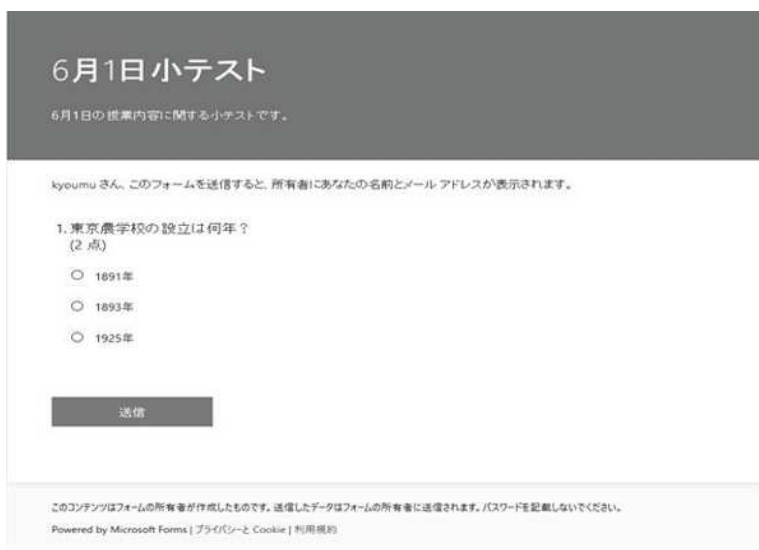 6月1日小テスト
6月1日の授業内容に関する小テストです。
kyoumu さん、このフォームを送信すると、所有者にあなたの名前とメール アドレスが表示されます。
1. 東京農学校の設立は何年？
(2 点)
1891年
1893年
1925年
送信
このコンテンツはフォームの所有者が作成したものです。送信したデータはフォームの所有者に送信されます。パスワードを記載しないでください。
Powered by Microsoft Forms | プライバシーと Cookie | 利用規約